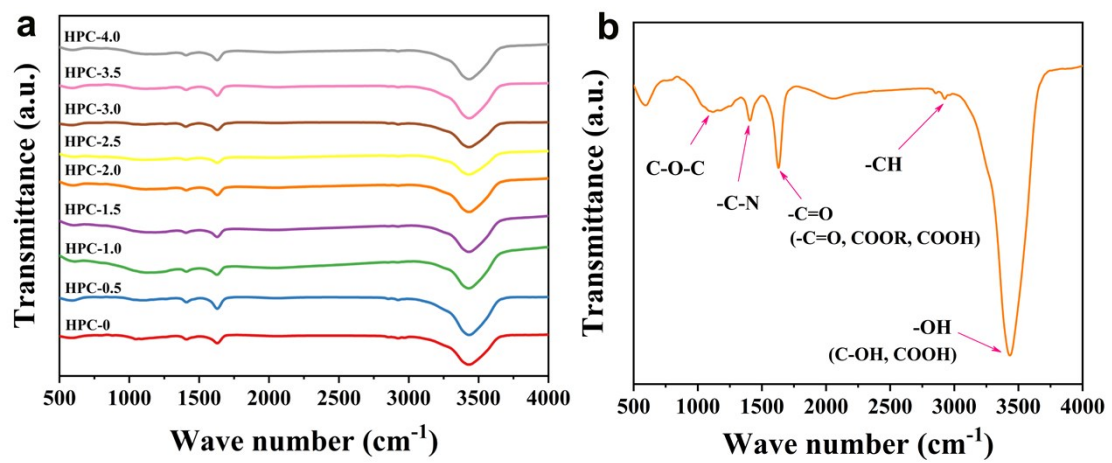 a
Transmittance (a.u.)
HPC-4.0
HPC-3.5
HPC-3.0
HPC-2.5
HPC-2.0
HPC-1.5
HPC-1.0
HPC-0.5
HPC-0
500 1000 1500 2000 2500 3000 3500 4000
Wave number (cm⁻¹)
b
Transmittance (a.u.)
C-O-C
-C-N
-C=O
(-C=O, COOR, COOH)
-CH
-OH
(C-OH, COOH)
500 1000 1500 2000 2500 3000 3500 4000
Wave number (cm⁻¹)